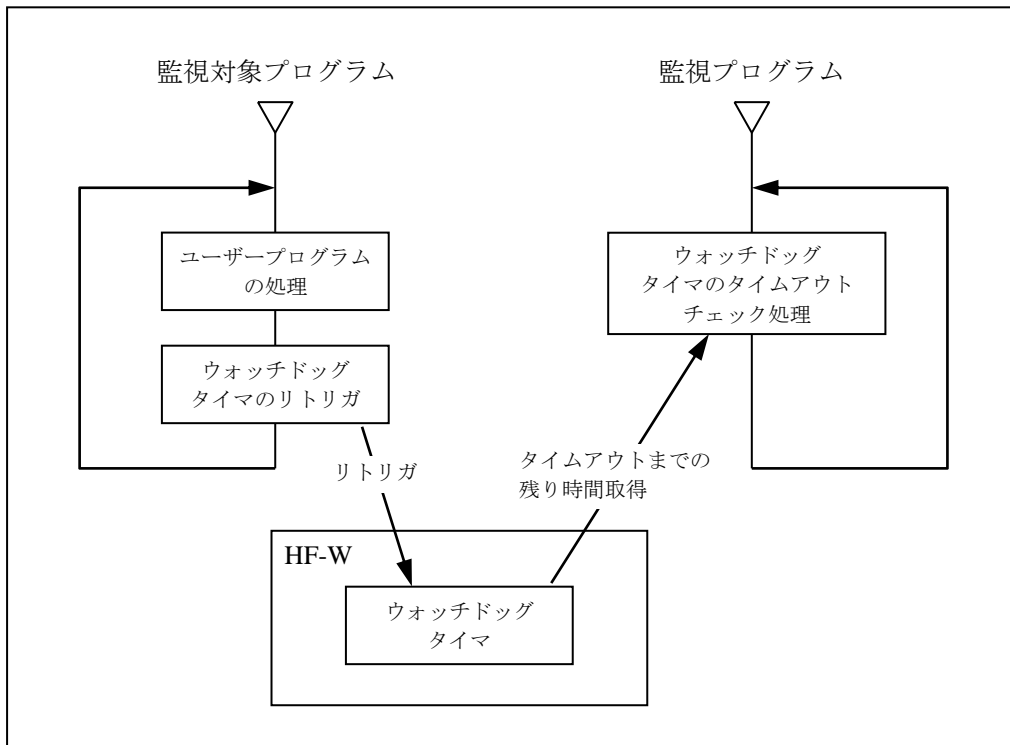 監視対象プログラム
監視プログラム
ユーザープログラム
の処理
ウォッチドッグ
タイマのタイムアウト
チェック処理
ウォッチドッグ
タイマのリトリガ
リトリガ
タイムアウトまでの
残り時間取得
HF-W
ウォッチドッグ
タイマ